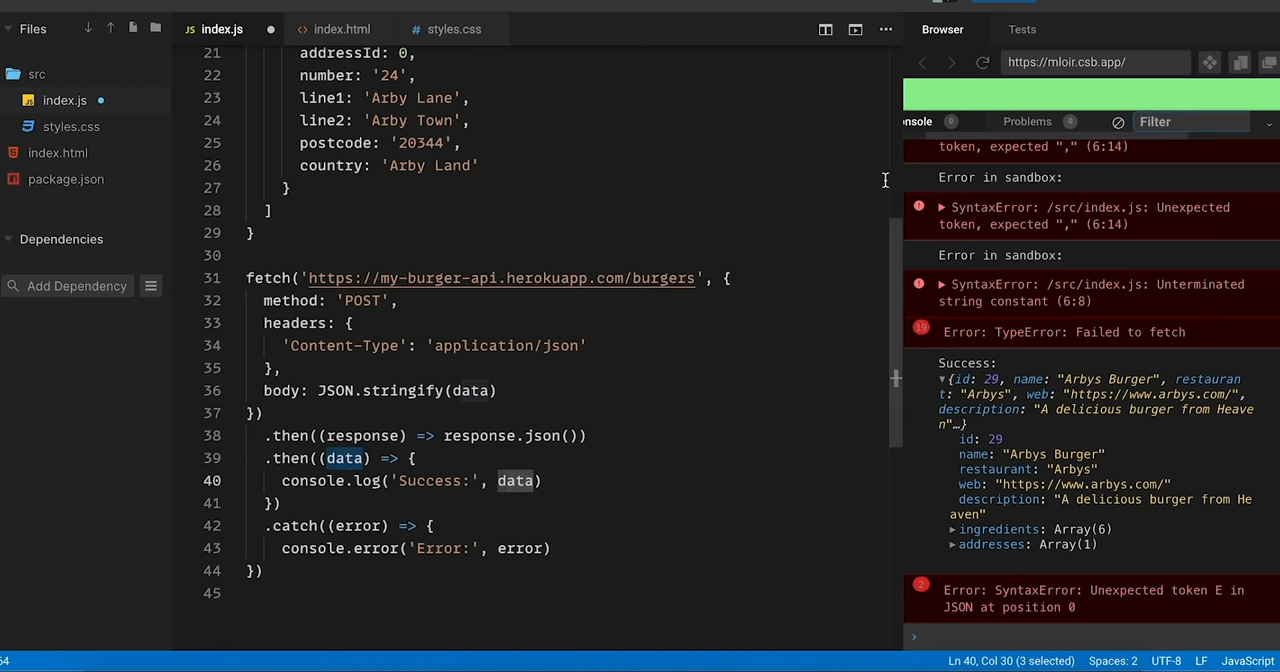 Files
src
index.js
styles.css
index.html
package.json
Dependencies
Add Dependency
JS index.js
<> index.html
# styles.css
21 addressId: 0,
22 number: '24',
23 line1: 'Arby Lane',
24 line2: 'Arby Town',
25 postcode: '20344',
26 country: 'Arby Land'
27 }
28 ]
29 }
30
31 fetch('https://my-burger-api.herokuapp.com/burgers', {
32 method: 'POST',
33 headers: {
34 'Content-Type': 'application/json'
35 },
36 body: JSON.stringify(data)
37 })
38 .then((response) => response.json())
39 .then((data) => {
40 console.log('Success:', data)
41 })
42 .catch((error) => {
43 console.error('Error:', error)
44 })
45
Browser
Tests
https://mloir.csb.app/
onsole 0
Problems 0
Filter
token, expected "," (6:14)
Error in sandbox:
SyntaxError: /src/index.js: Unexpected
token, expected "," (6:14)
Error in sandbox:
SyntaxError: /src/index.js: Unterminated
string constant (6:8)
19 Error: TypeError: Failed to fetch
Success:
{id: 29, name: "Arbys Burger", restauran
t: "Arbys", web: "https://www.arbys.com/",
description: "A delicious burger from Heave
n"…}
id: 29
name: "Arbys Burger"
restaurant: "Arbys"
web: "https://www.arbys.com/"
description: "A delicious burger from He
aven"
ingredients: Array(6)
addresses: Array(1)
2 Error: SyntaxError: Unexpected token E in
JSON at position 0
64
Ln 40, Col 30 (3 selected)
Spaces: 2
UTF-8
LF
JavaScript